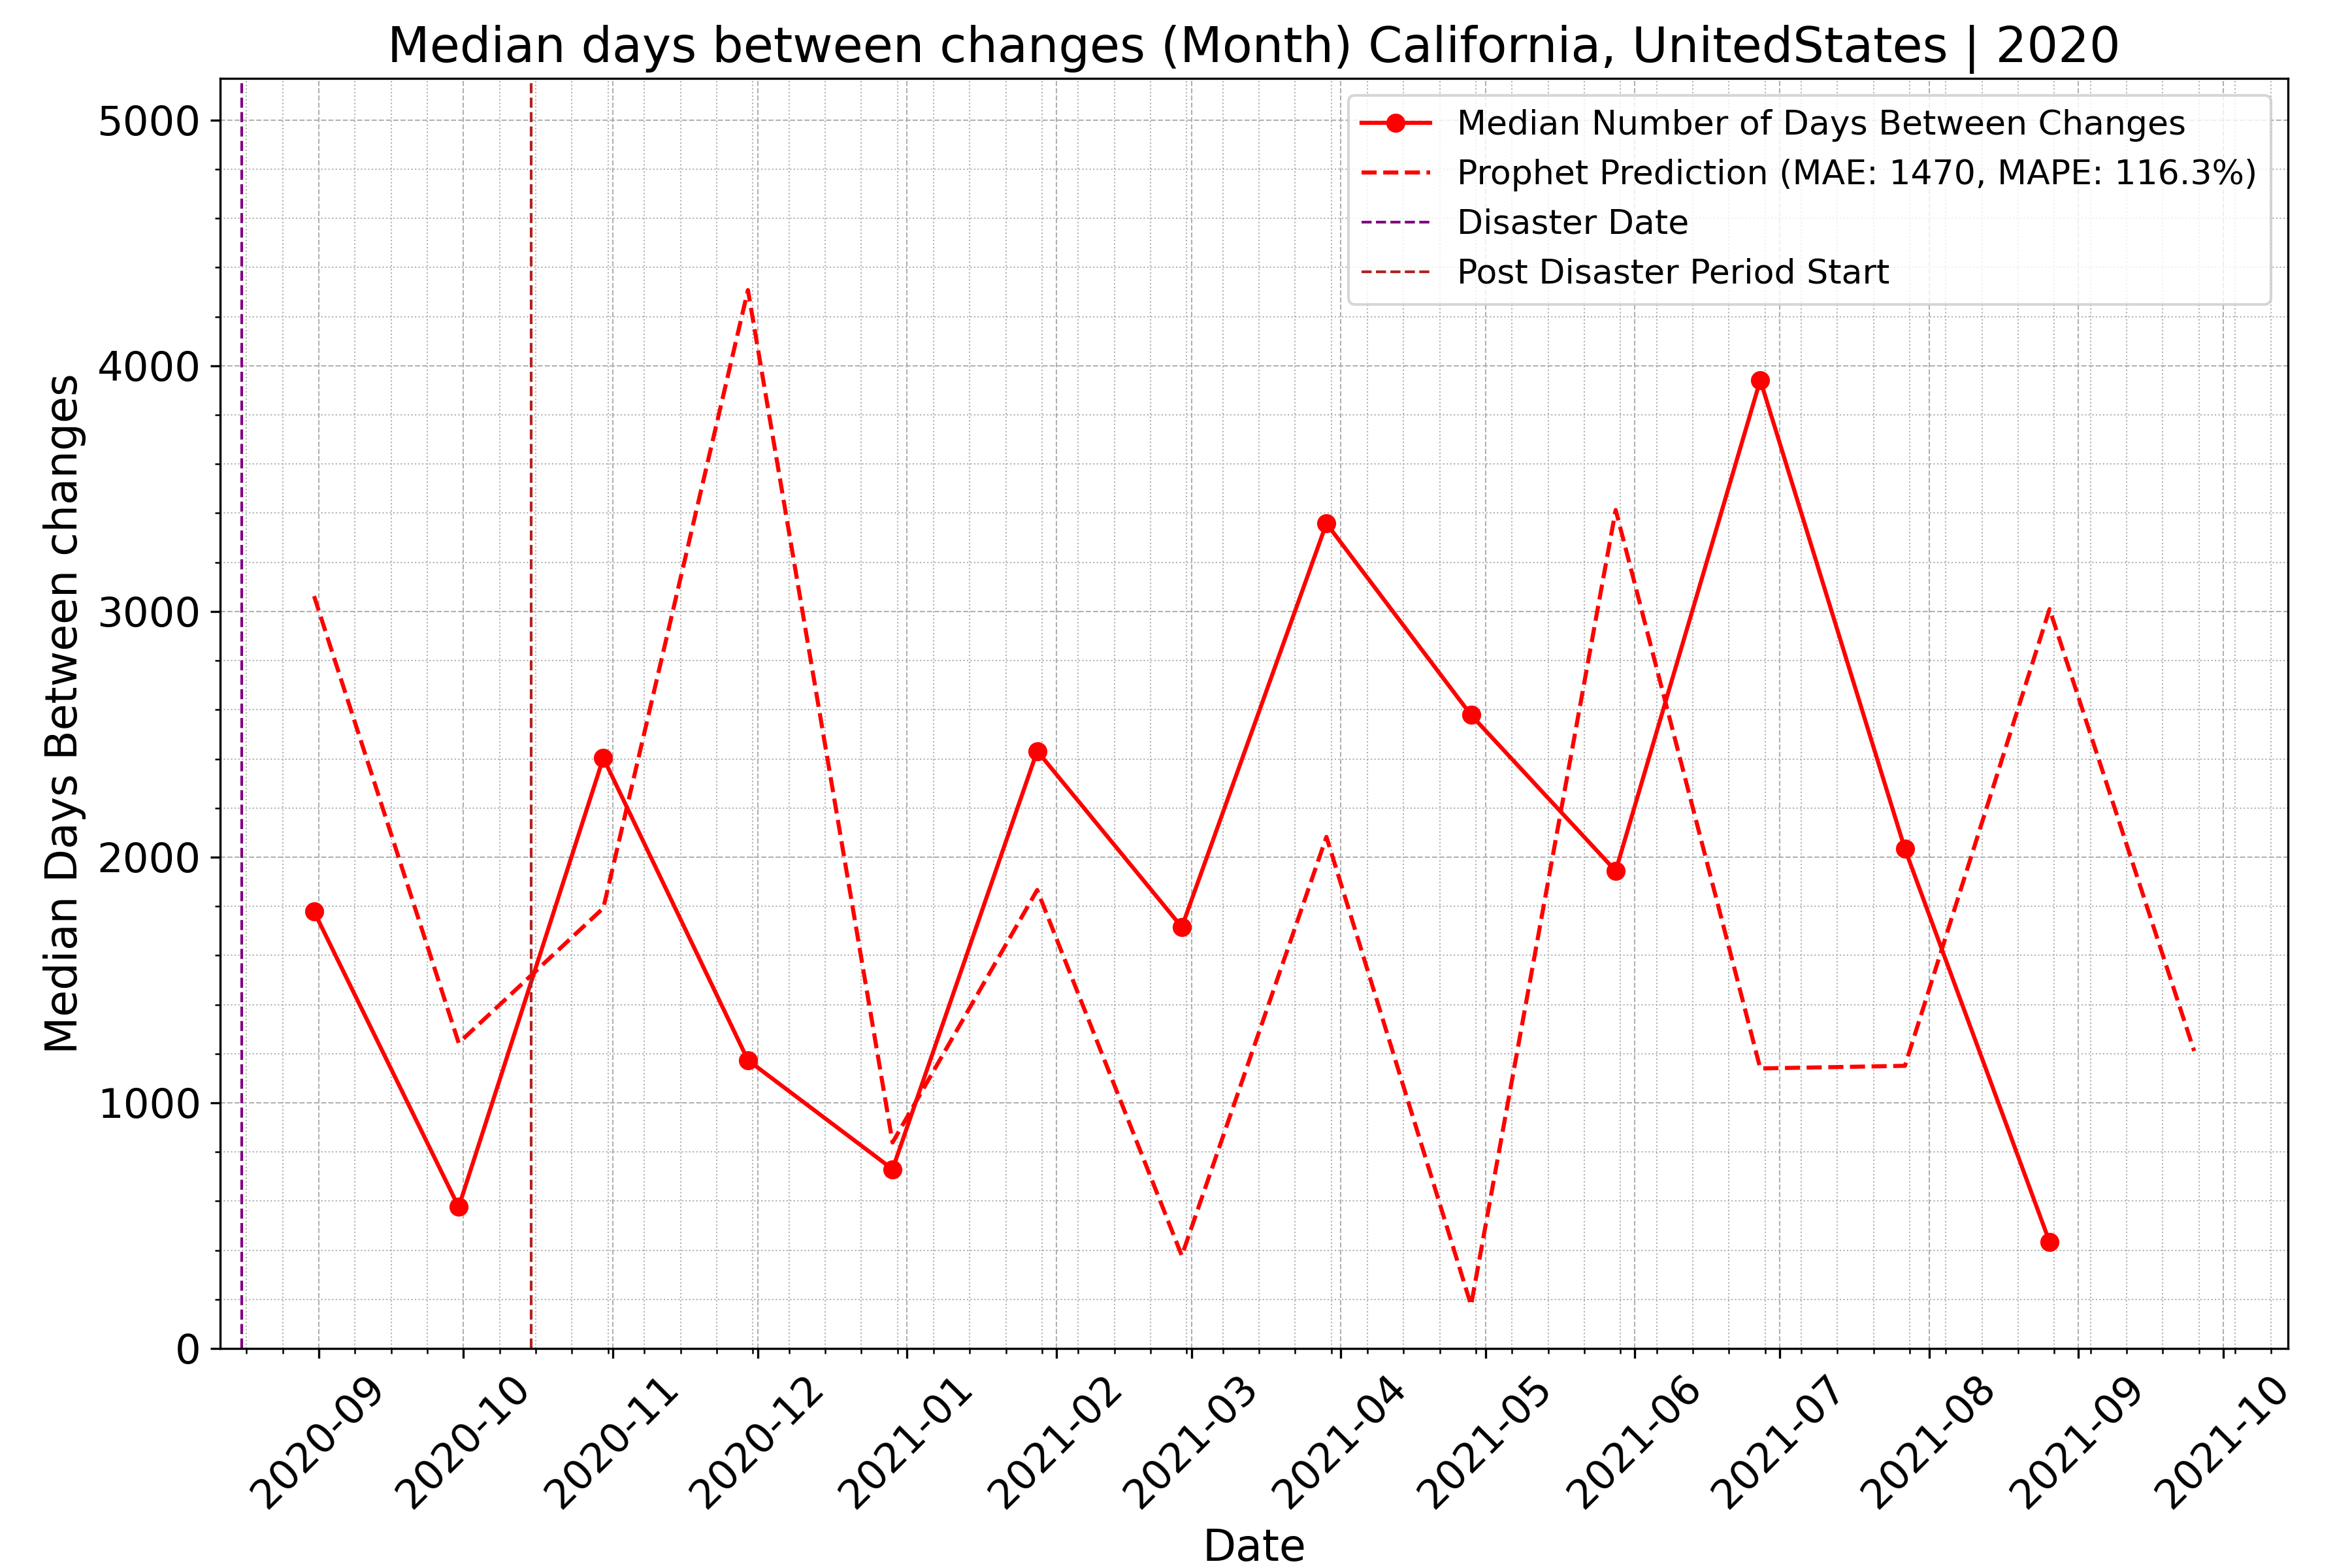 Median days between changes (Month) California, UnitedStates | 2020
Median Number of Days Between Changes
Prophet Prediction (MAE: 1470, MAPE: 116.3%)
Disaster Date
Post Disaster Period Start
Median Days Between changes
5000
4000
3000
2000
1000
0
2020-09
2020-10
2020-11
2020-12
2021-01
2021-02
2021-03
2021-04
2021-05
2021-06
2021-07
2021-08
2021-09
2021-10
Date